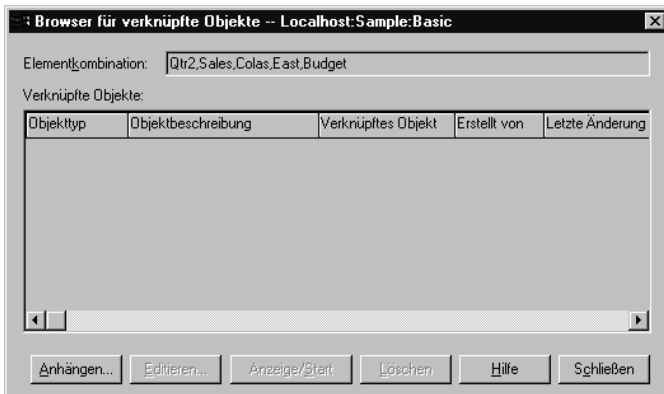 Browser für verknüpfte Objekte -- Localhost:Sample:Basic
Elementkombination: Qtr2,Sales,Colas,East,Budget
Verknüpfte Objekte:
Objekttyp Objektbeschreibung Verknüpftes Objekt Erstellt von Letzte Änderung
Anhängen... Editieren... Anzeige/Start Löschen Hilfe Schließen